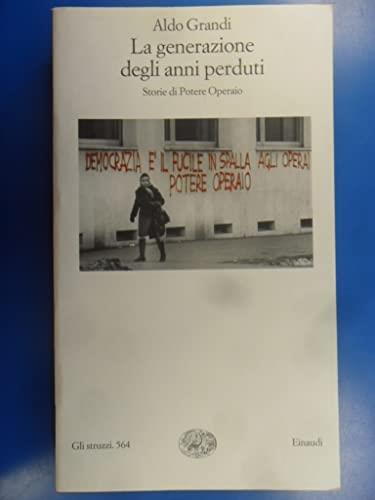 Aldo Grandi
La generazione
degli anni perduti
Storie di Potere Operaio
DEMOCRAZIA E' IL FUCILE IN SPALLA AGLI OPERAI
POTERE OPERAIO
Gli struzzi. 564
Einaudi